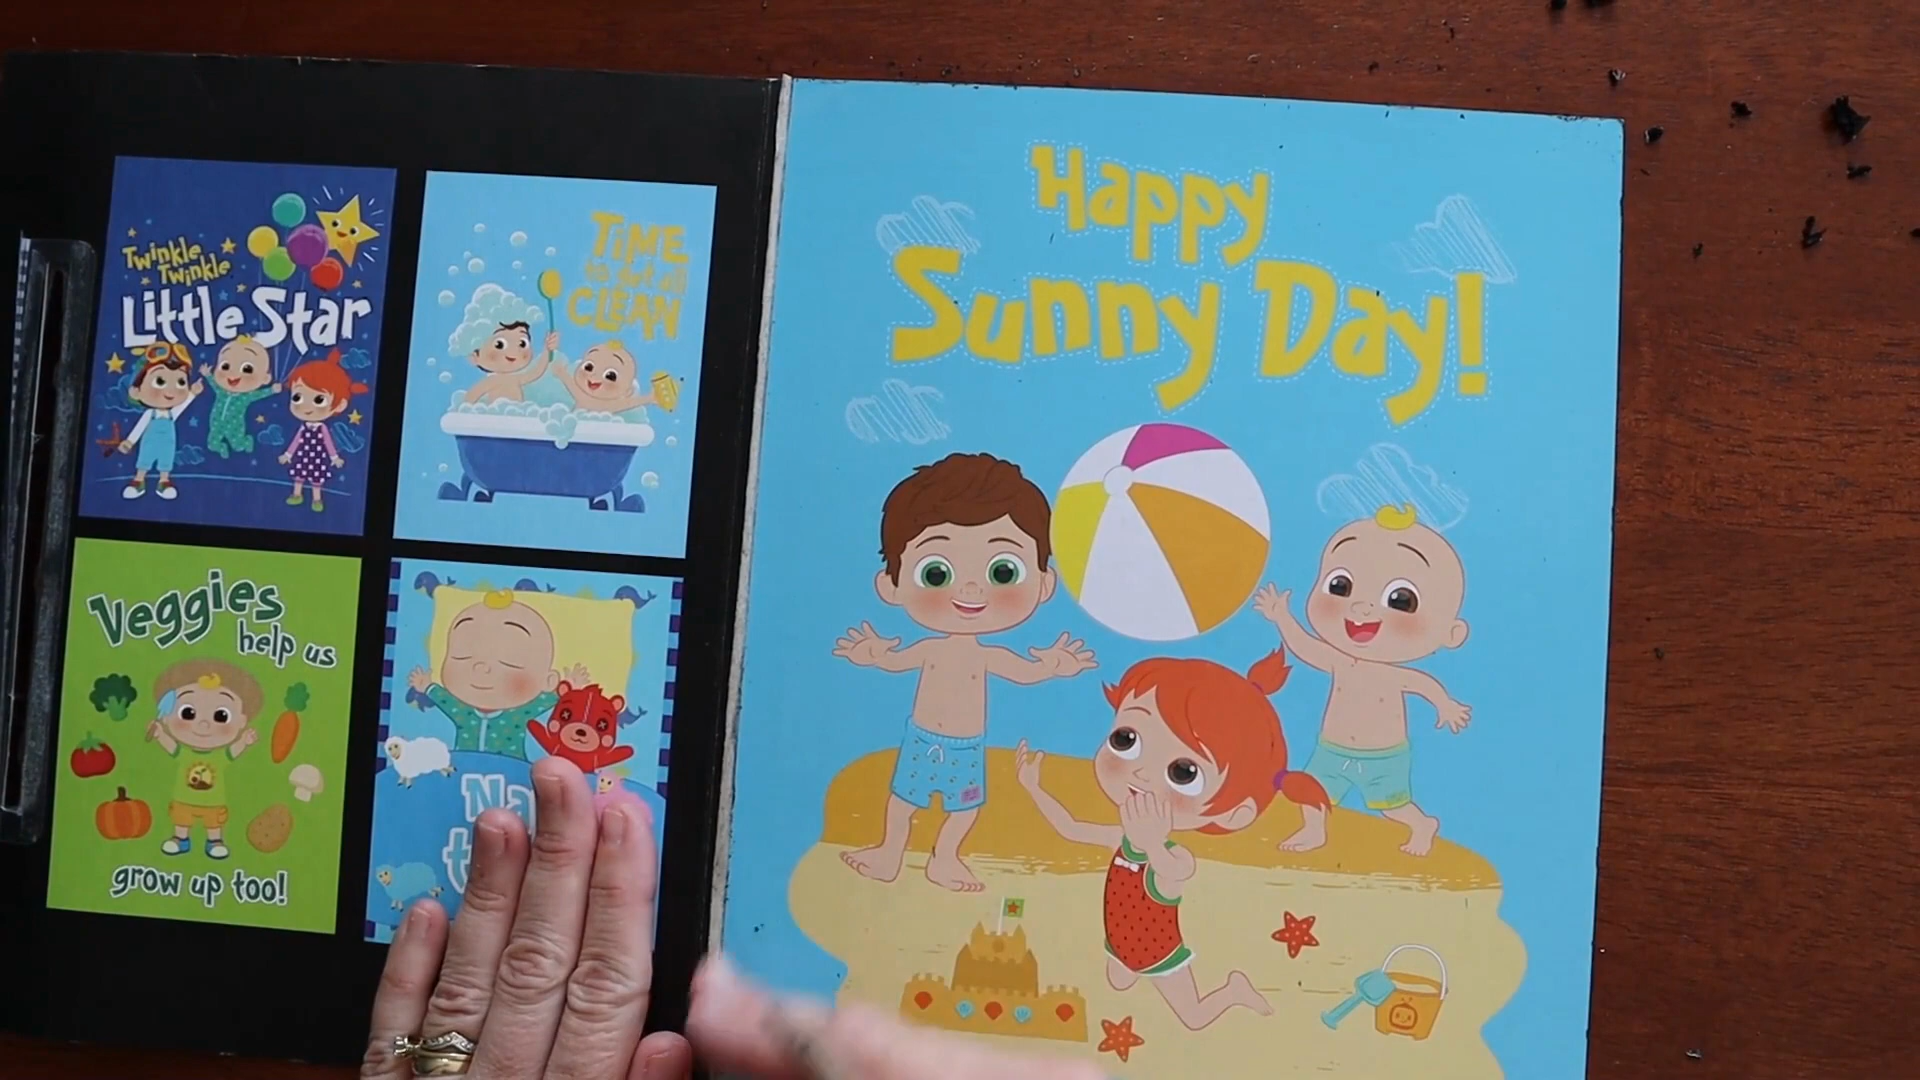 Twinkle
Twinkle
Little Star
TiME
to get all
CLEAN
Veggies
help us
grow up too!
Happy
Sunny Day!